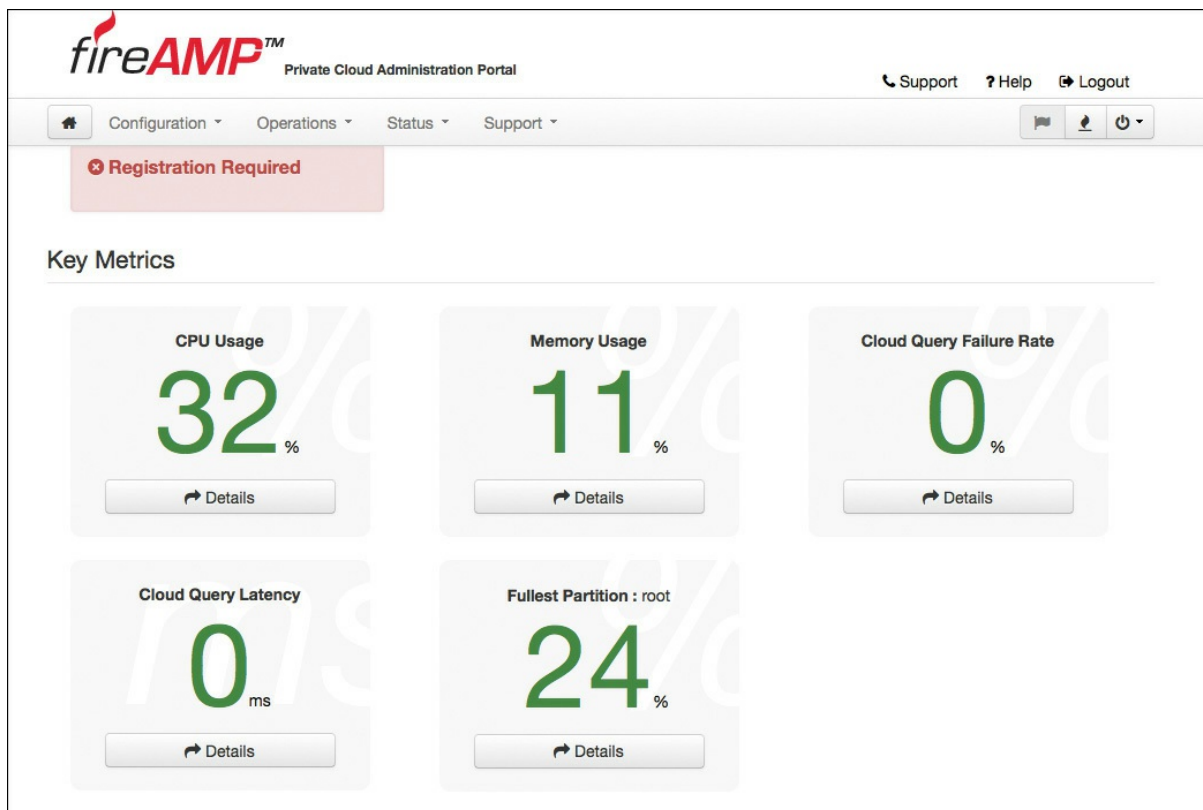 fireAMP™ Private Cloud Administration Portal
Support ? Help Logout
Configuration Operations Status Support
Registration Required
Key Metrics
CPU Usage Memory Usage Cloud Query Failure Rate
32 % 11 % 0 %
Details Details Details
Cloud Query Latency Fullest Partition : root
0 ms 24 %
Details Details